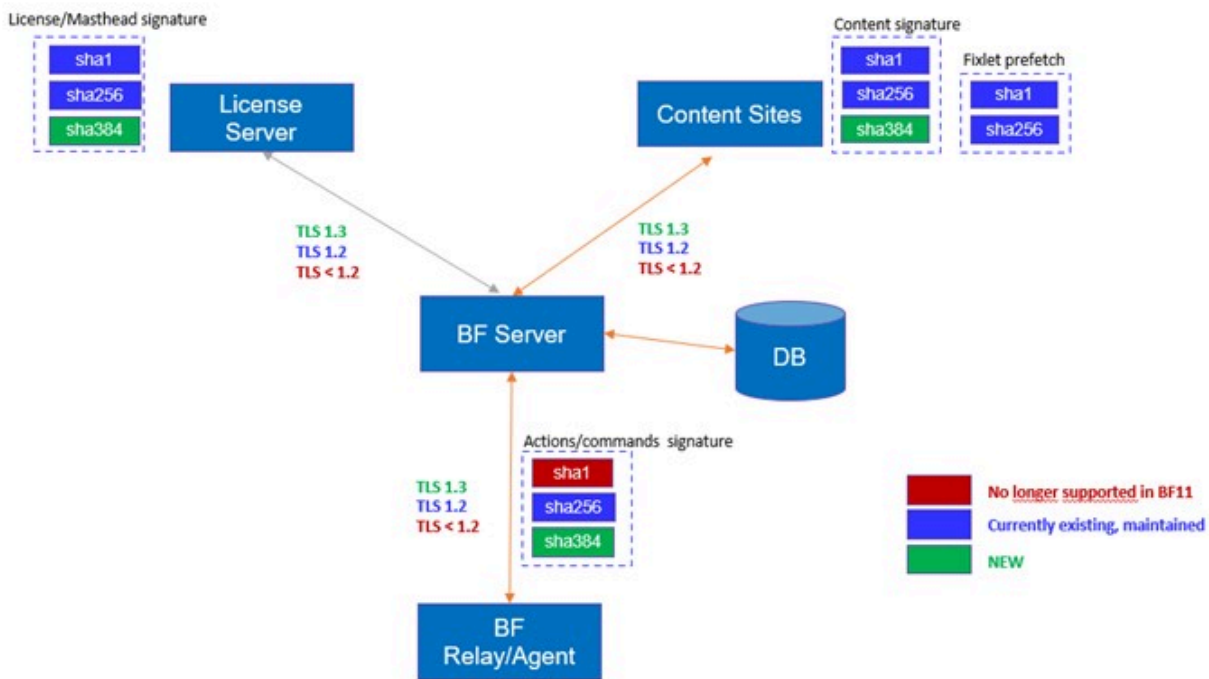 License/Masthead signature
sha1
sha256
sha384
License
Server
Content signature
sha1
sha256
sha384
Fixlet prefetch
sha1
sha256
Content Sites
TLS 1.3
TLS 1.2
TLS < 1.2
TLS 1.3
TLS 1.2
TLS < 1.2
BF Server
DB
Actions/commands signature
sha1
sha256
sha384
TLS 1.3
TLS 1.2
TLS < 1.2
BF
Relay/Agent
No longer supported in BF11
Currently existing, maintained
NEW